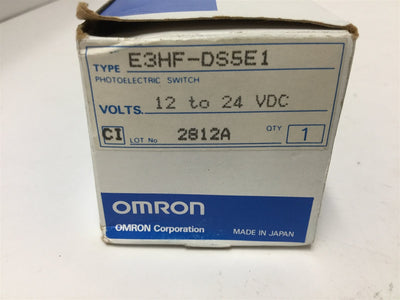 TYPE E3HF-DS5E1
PHOTOELECTRIC SWITCH
VOLTS. 12 to 24 VDC
CI LOT No 2812A QTY 1
OMRON
OMRON Corporation MADE IN JAPAN